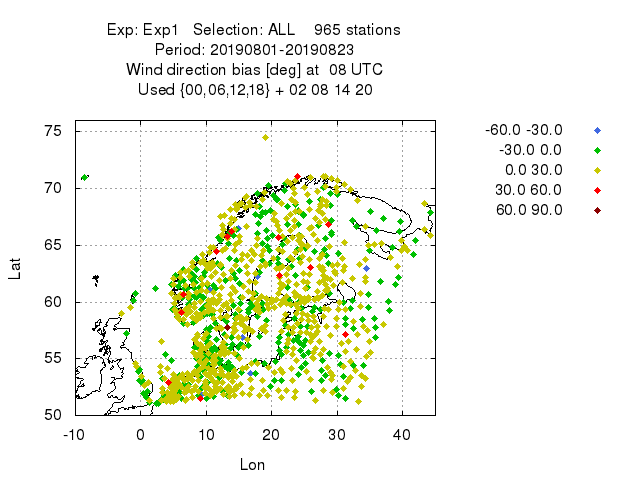 Exp: Exp1 Selection: ALL 965 stations
Period: 20190801-20190823
Wind direction bias [deg] at 08 UTC
Used {00,06,12,18} + 02 08 14 20
-60.0 -30.0
-30.0 0.0
0.0 30.0
30.0 60.0
60.0 90.0
75
70
65
60
55
50
Lat
-10 0 10 20 30 40
Lon